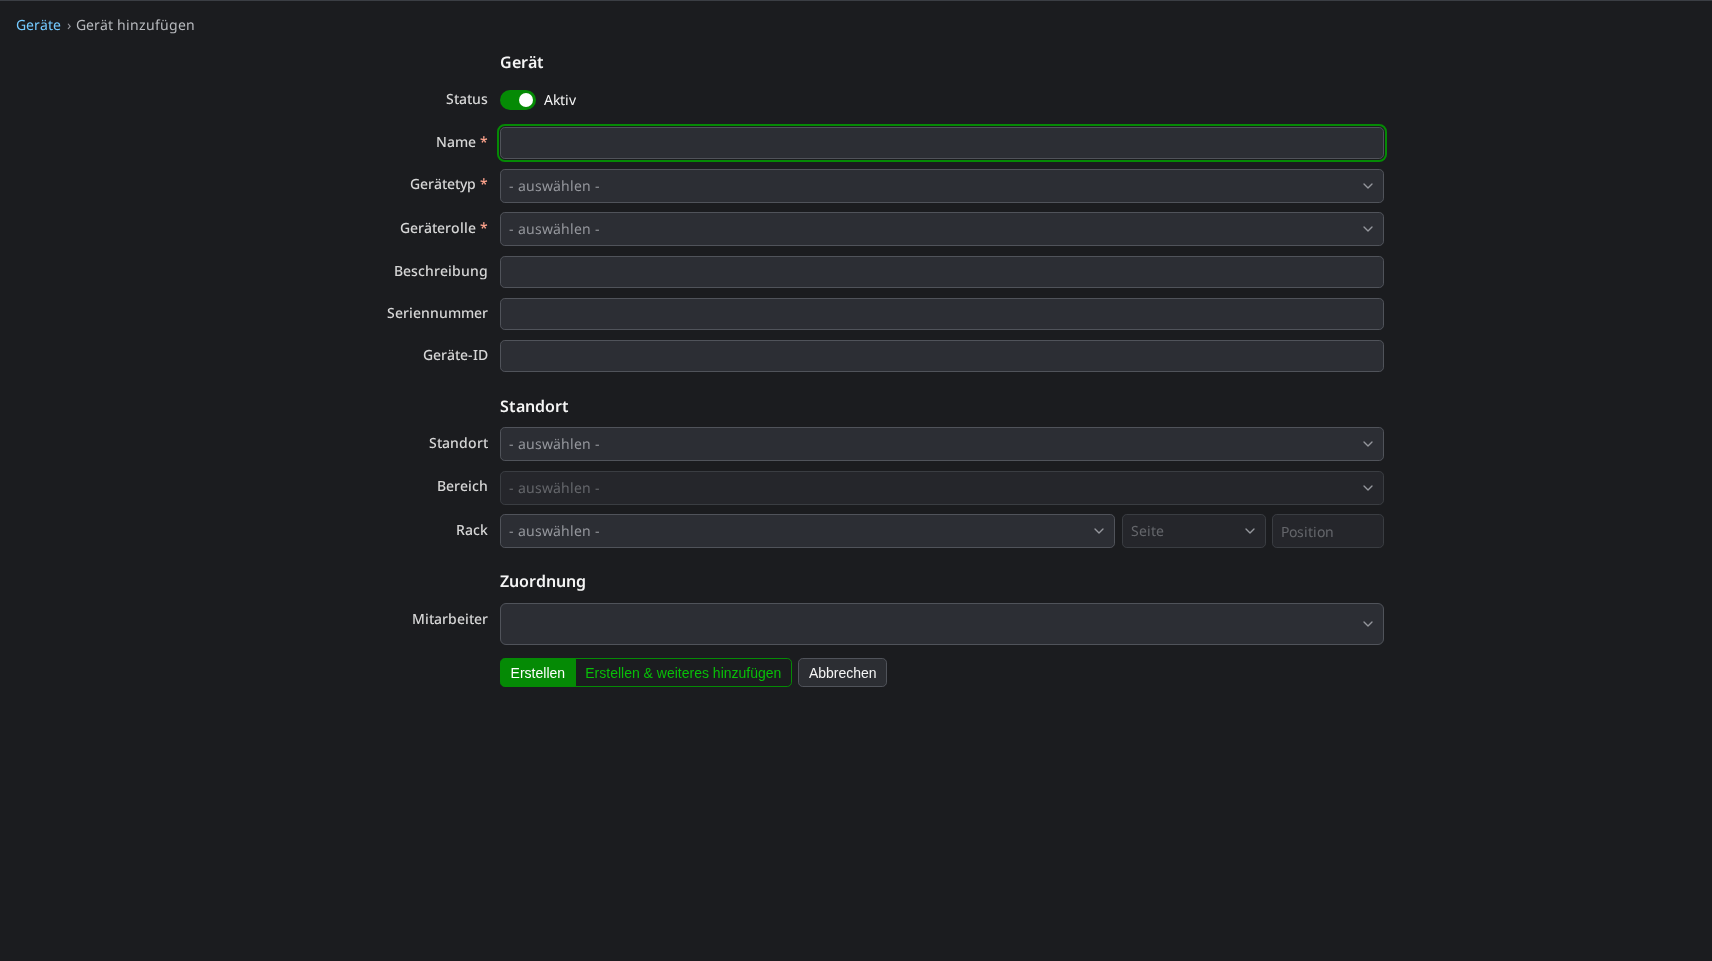 Geräte › Gerät hinzufügen
Gerät
Status Aktiv
Name *
Gerätetyp * - auswählen -
Geräterolle * - auswählen -
Beschreibung
Seriennummer
Geräte-ID
Standort
Standort - auswählen -
Bereich - auswählen -
Rack - auswählen - Seite Position
Zuordnung
Mitarbeiter
Erstellen Erstellen & weiteres hinzufügen Abbrechen